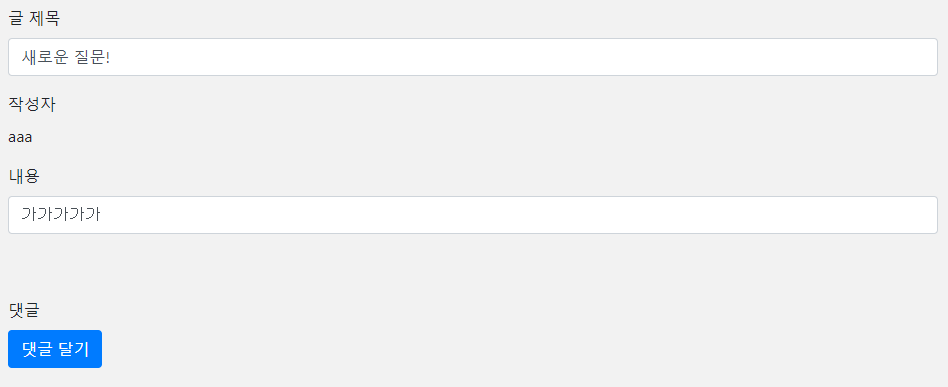 글 제목
새로운 질문!
작성자
aaa
내용
가가가가가
댓글
댓글 달기